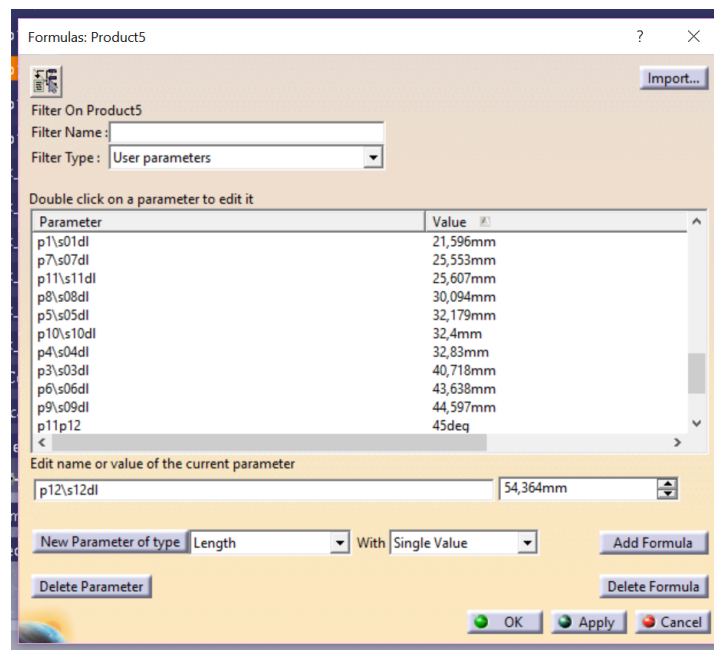 Formulas: Product5 ?
Import...
Filter On Product5
Filter Name :
Filter Type : User parameters
Double click on a parameter to edit it
Parameter Value
p1\s01dl 21,596mm
p7\s07dl 25,553mm
p11\s11dl 25,607mm
p8\s08dl 30,094mm
p5\s05dl 32,179mm
p10\s10dl 32,4mm
p4\s04dl 32,83mm
p3\s03dl 40,718mm
p6\s06dl 43,638mm
p9\s09dl 44,597mm
p11p12 45deg
Edit name or value of the current parameter
p12\s12dl 54,364mm
New Parameter of type Length With Single Value Add Formula
Delete Parameter Delete Formula
OK Apply Cancel